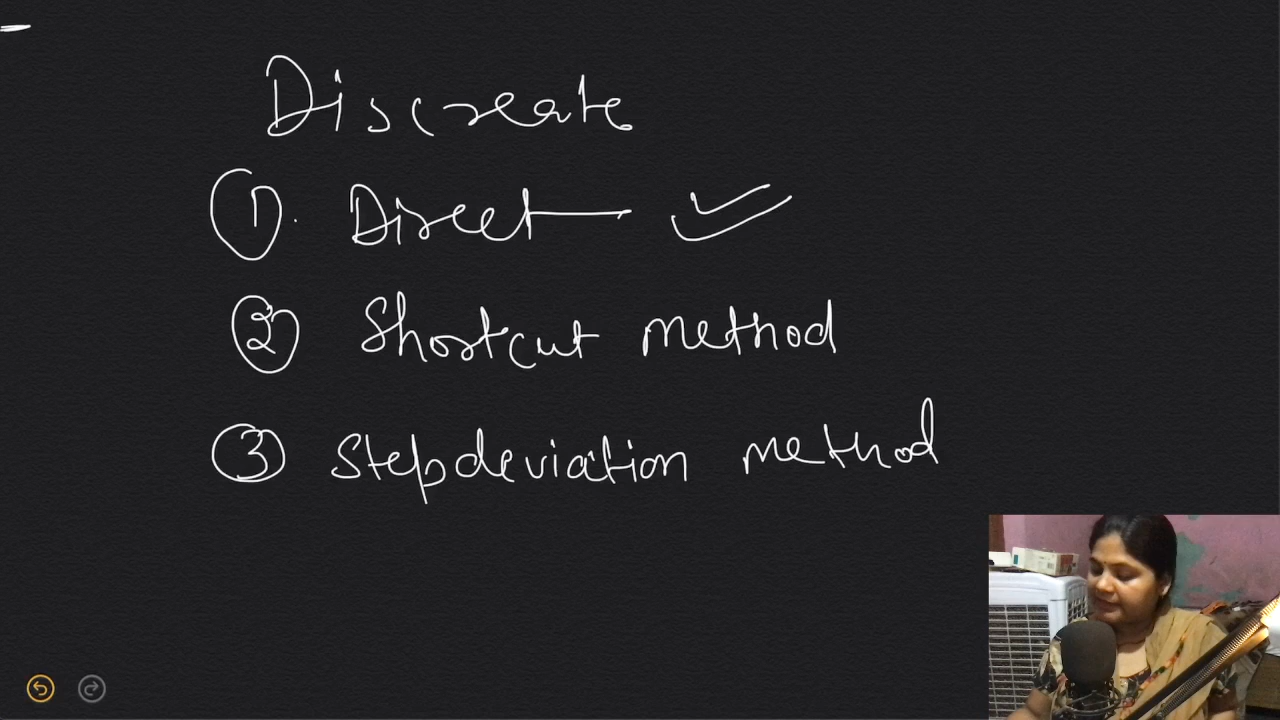 Discreate
1. Direct — ✓
2 Shortcut method
3 Stepdeviation method